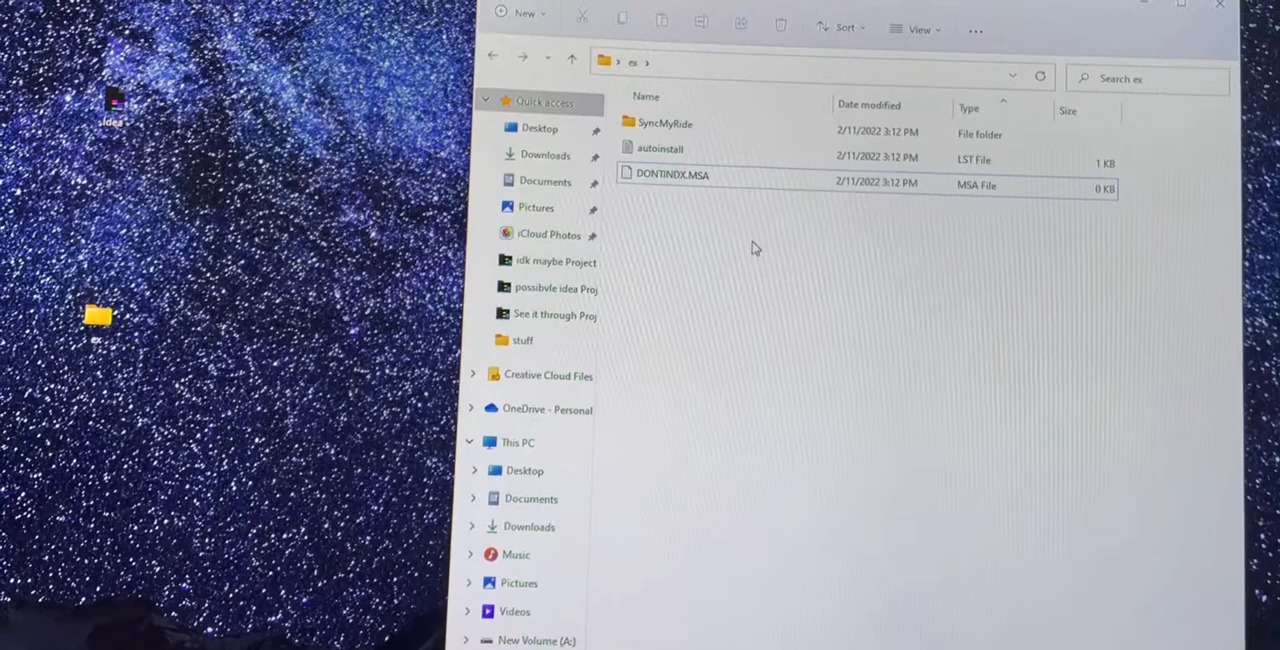 New
Sort
View
ex
Search ex
Name
Date modified
Type
Size
SyncMyRide
2/11/2022 3:12 PM
File folder
autoinstall
2/11/2022 3:12 PM
LST File
1 KB
DONTINDX.MSA
2/11/2022 3:12 PM
MSA File
0 KB
Quick access
Desktop
Downloads
Documents
Pictures
iCloud Photos
idk maybe Project
possibvle idea Proj
See it through Proj
stuff
Creative Cloud Files
OneDrive - Personal
This PC
Desktop
Documents
Downloads
Music
Pictures
Videos
New Volume (A:)
ex